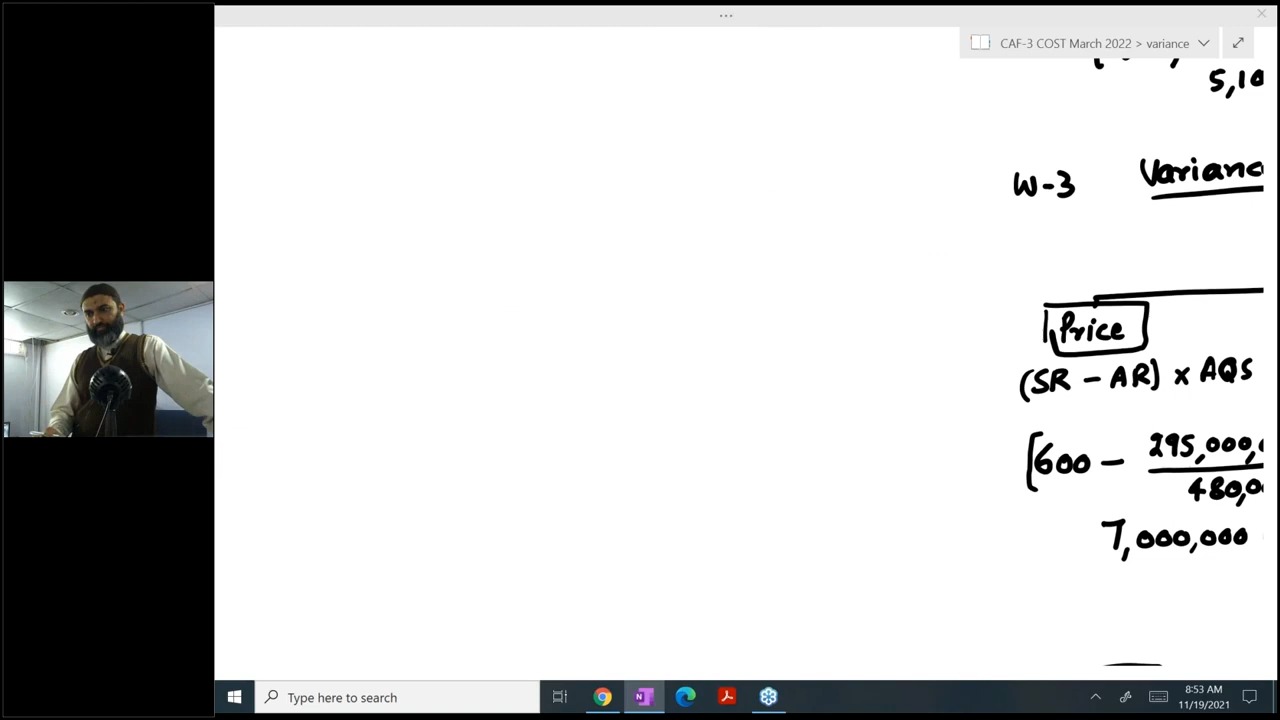 CAF-3 COST March 2022 > variance
5,10
W-3 Varianc
Price
(SR - AR) × AQS
[600 - 295,000,
480,0
7,000,000
Type here to search
8:53 AM
11/19/2021